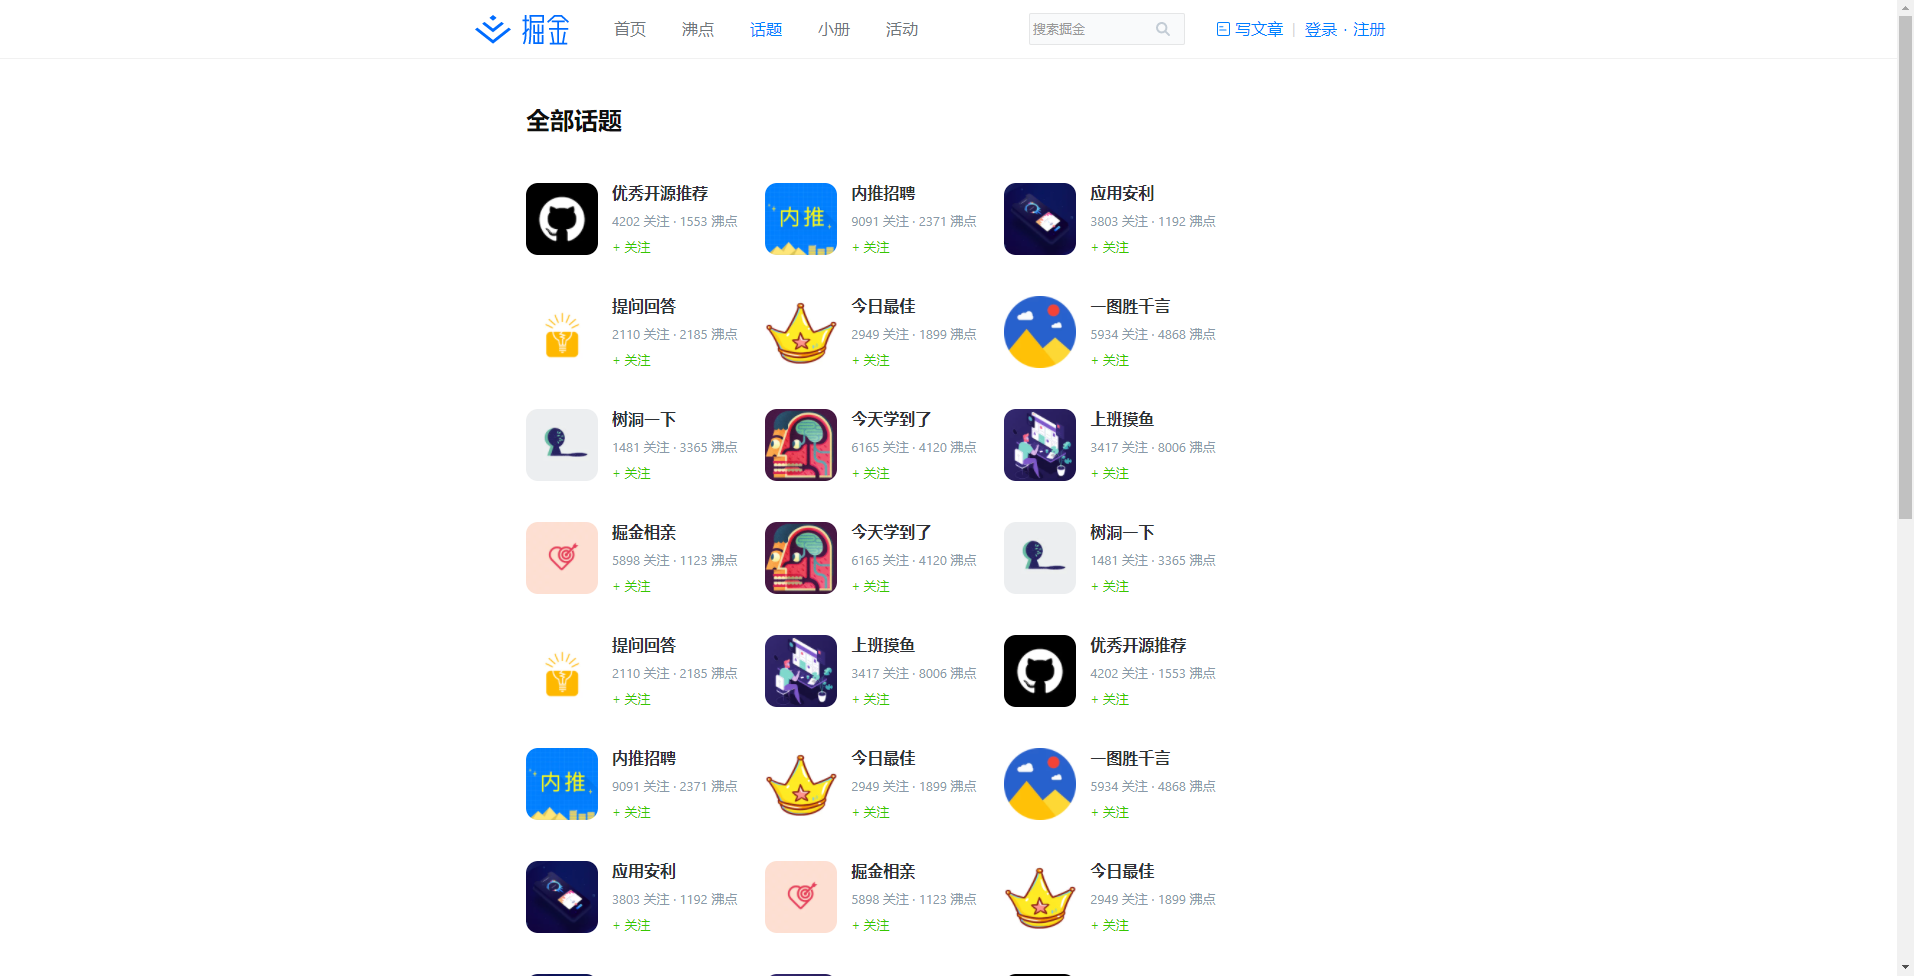 掘金 首页 沸点 话题 小册 活动 搜索掘金 写文章 | 登录 · 注册
全部话题
优秀开源推荐
4202 关注 · 1553 沸点
+ 关注
内推
内推招聘
9091 关注 · 2371 沸点
+ 关注
应用安利
3803 关注 · 1192 沸点
+ 关注
提问回答
2110 关注 · 2185 沸点
+ 关注
今日最佳
2949 关注 · 1899 沸点
+ 关注
一图胜千言
5934 关注 · 4868 沸点
+ 关注
树洞一下
1481 关注 · 3365 沸点
+ 关注
今天学到了
6165 关注 · 4120 沸点
+ 关注
上班摸鱼
3417 关注 · 8006 沸点
+ 关注
掘金相亲
5898 关注 · 1123 沸点
+ 关注
今天学到了
6165 关注 · 4120 沸点
+ 关注
树洞一下
1481 关注 · 3365 沸点
+ 关注
提问回答
2110 关注 · 2185 沸点
+ 关注
上班摸鱼
3417 关注 · 8006 沸点
+ 关注
优秀开源推荐
4202 关注 · 1553 沸点
+ 关注
内推
内推招聘
9091 关注 · 2371 沸点
+ 关注
今日最佳
2949 关注 · 1899 沸点
+ 关注
一图胜千言
5934 关注 · 4868 沸点
+ 关注
应用安利
3803 关注 · 1192 沸点
+ 关注
掘金相亲
5898 关注 · 1123 沸点
+ 关注
今日最佳
2949 关注 · 1899 沸点
+ 关注